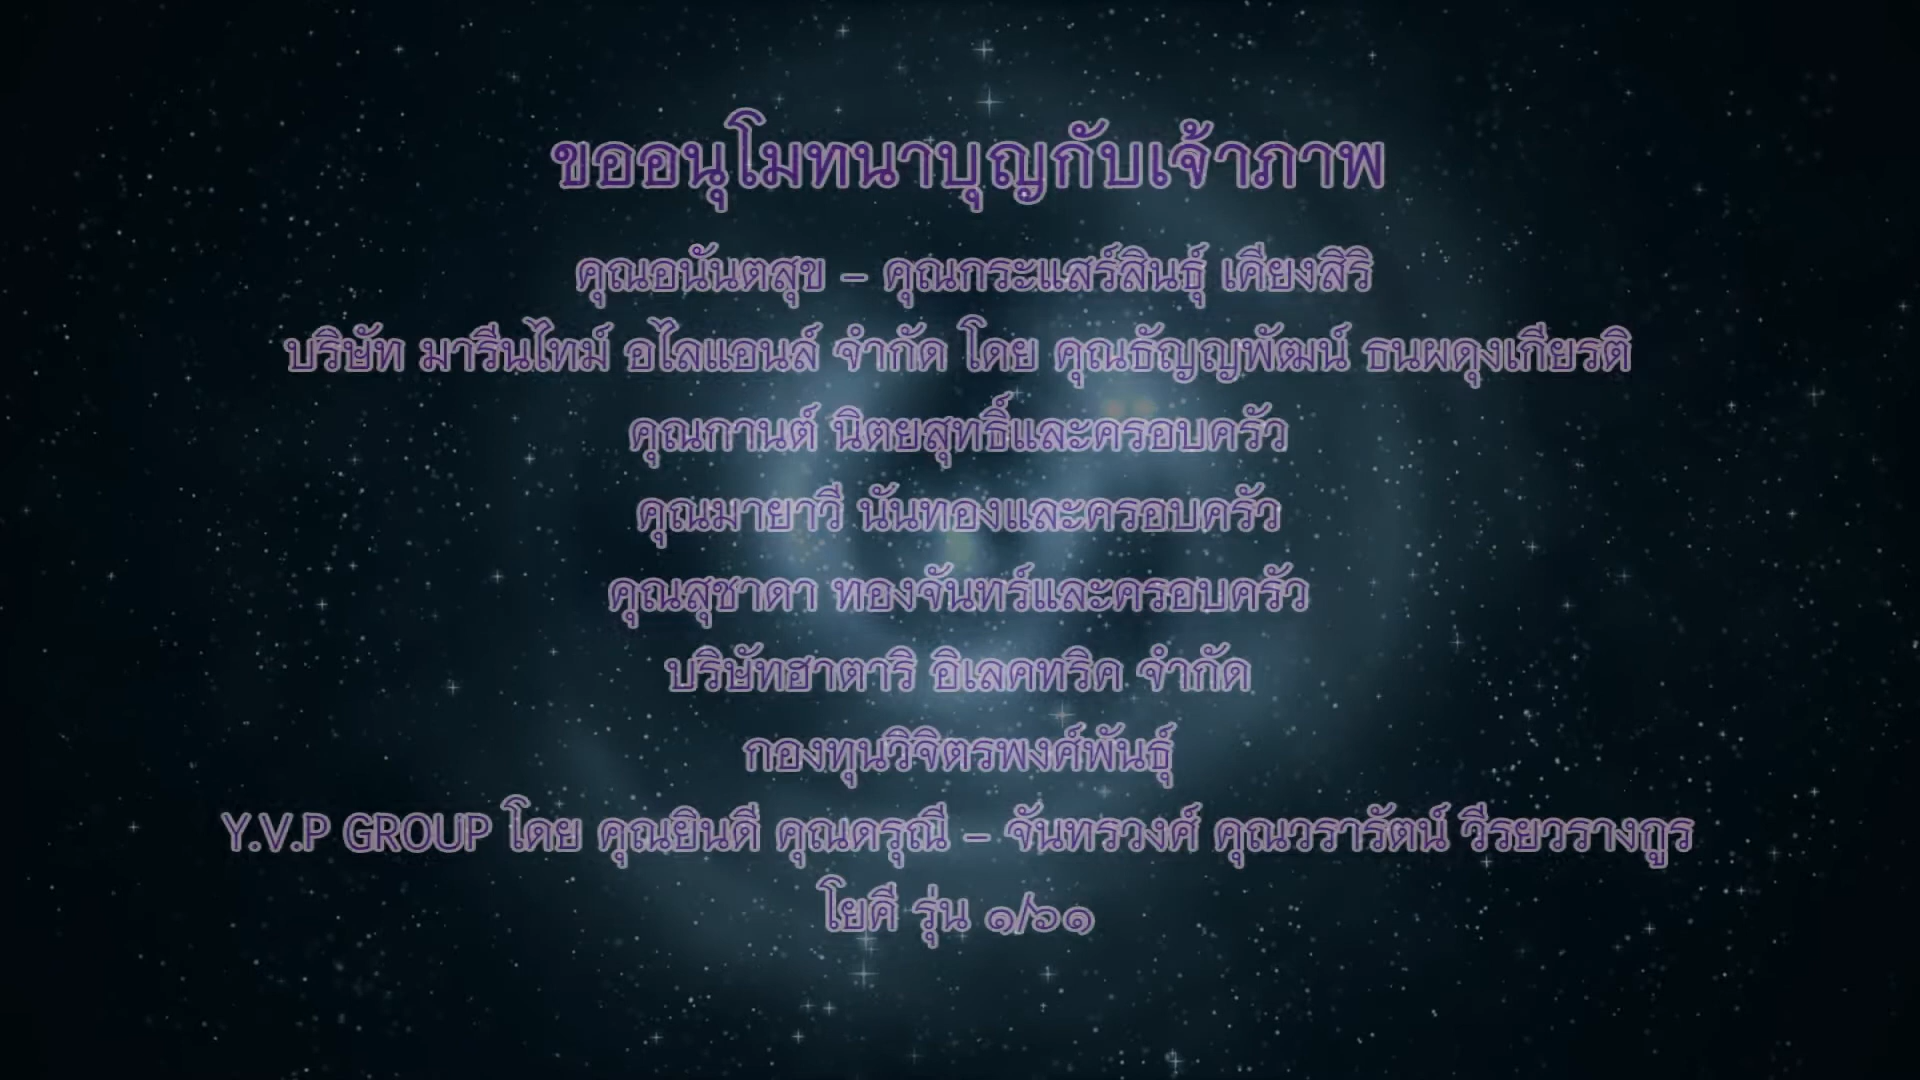 ขออนุโมทนาบุญกับเจ้าภาพ
คุณอนันตสุข – คุณกระแสร์สินธุ์ เคียงสิริ
บริษัท มารีนไทม์ อไลแอนส์ จำกัด โดย คุณธัญญพัฒน์ ธนผดุงเกียรติ
คุณกานต์ นิตยสุทธิ์และครอบครัว
คุณมายาวี นันทองและครอบครัว
คุณสุชาดา ทองจันทร์และครอบครัว
บริษัทฮาตาริ อิเลคทริค จำกัด
กองทุนวิจิตรพงศ์พันธุ์
Y.V.P GROUP โดย คุณยินดี คุณดรุณี – จันทรวงศ์ คุณวรารัตน์ วีรยวรางกูร
โยคี รุ่น ๑/๖๑